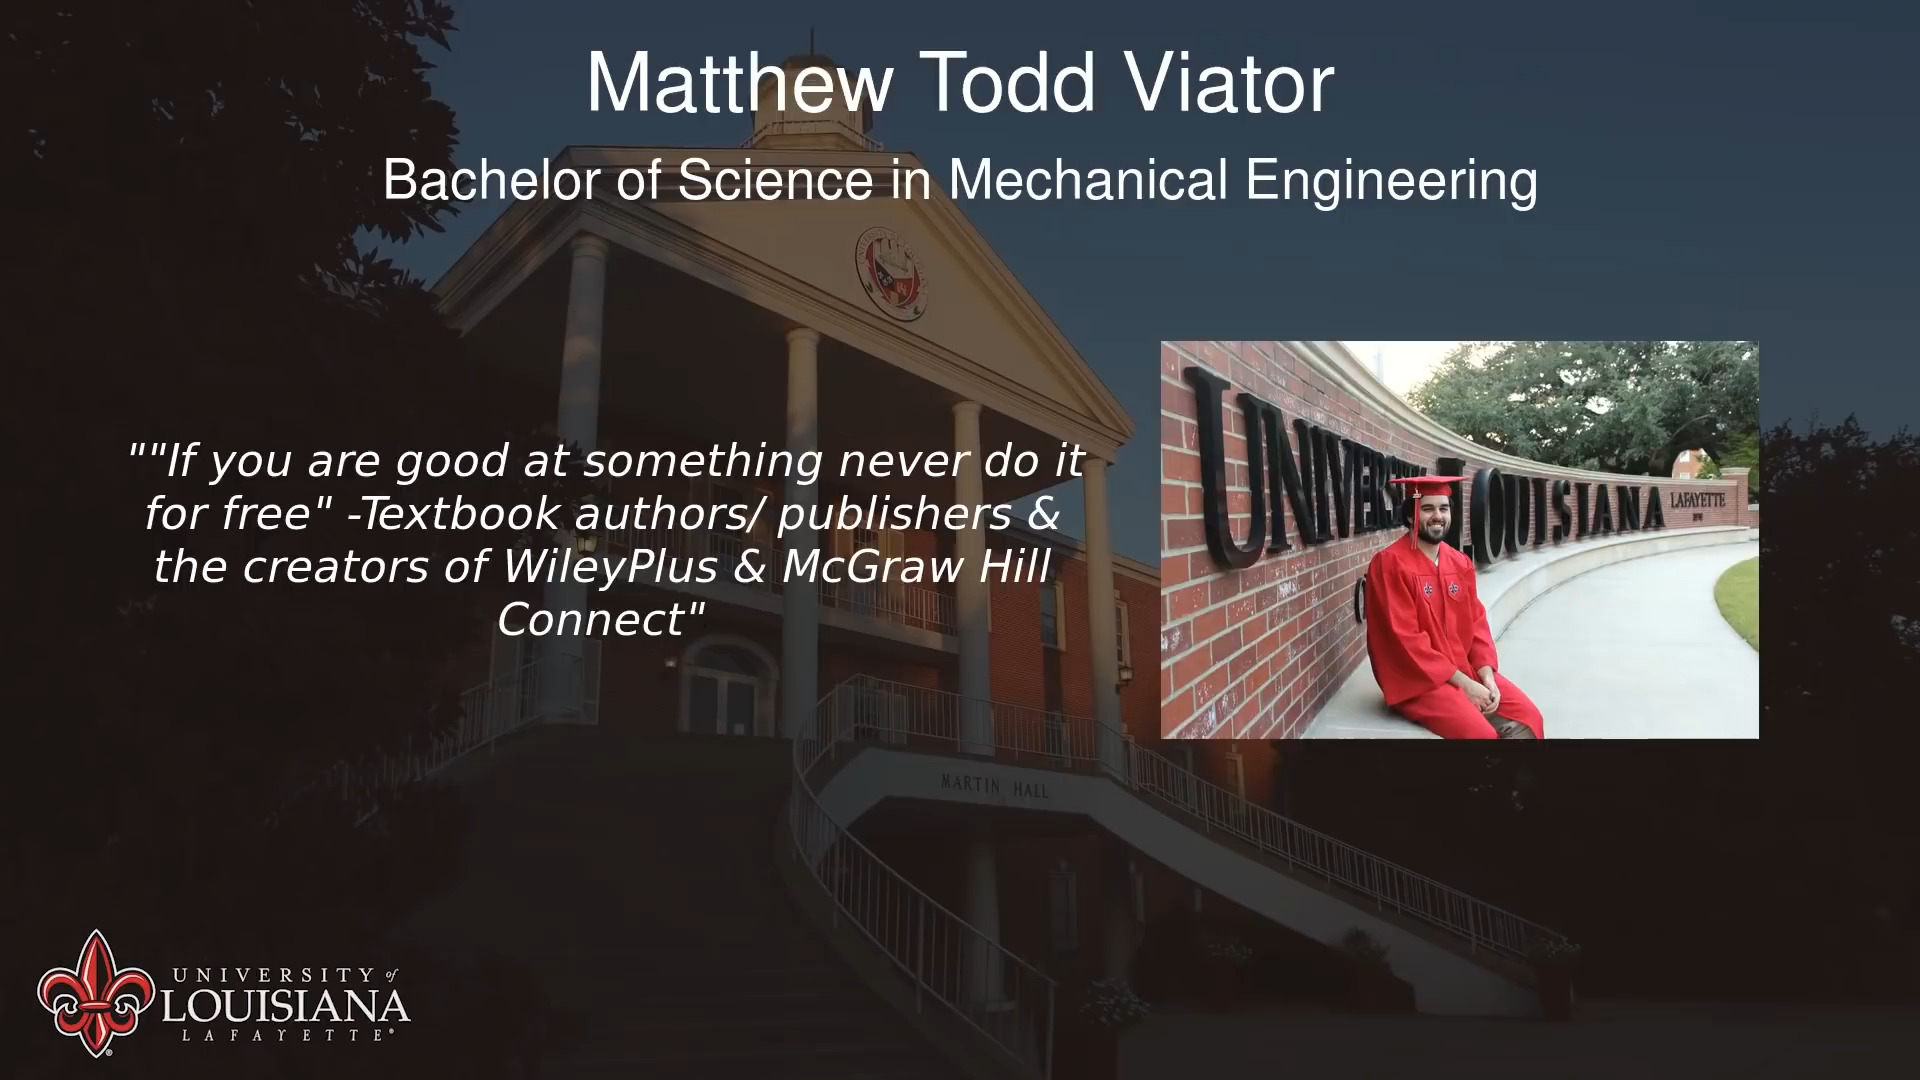 Matthew Todd Viator
Bachelor of Science in Mechanical Engineering
""If you are good at something never do it
for free" -Textbook authors/ publishers &
the creators of WileyPlus & McGraw Hill
Connect"
LOUISIANA
LAFAYETTE
MARTIN HALL
UNIVERSITY of
LOUISIANA
LAFAYETTE®